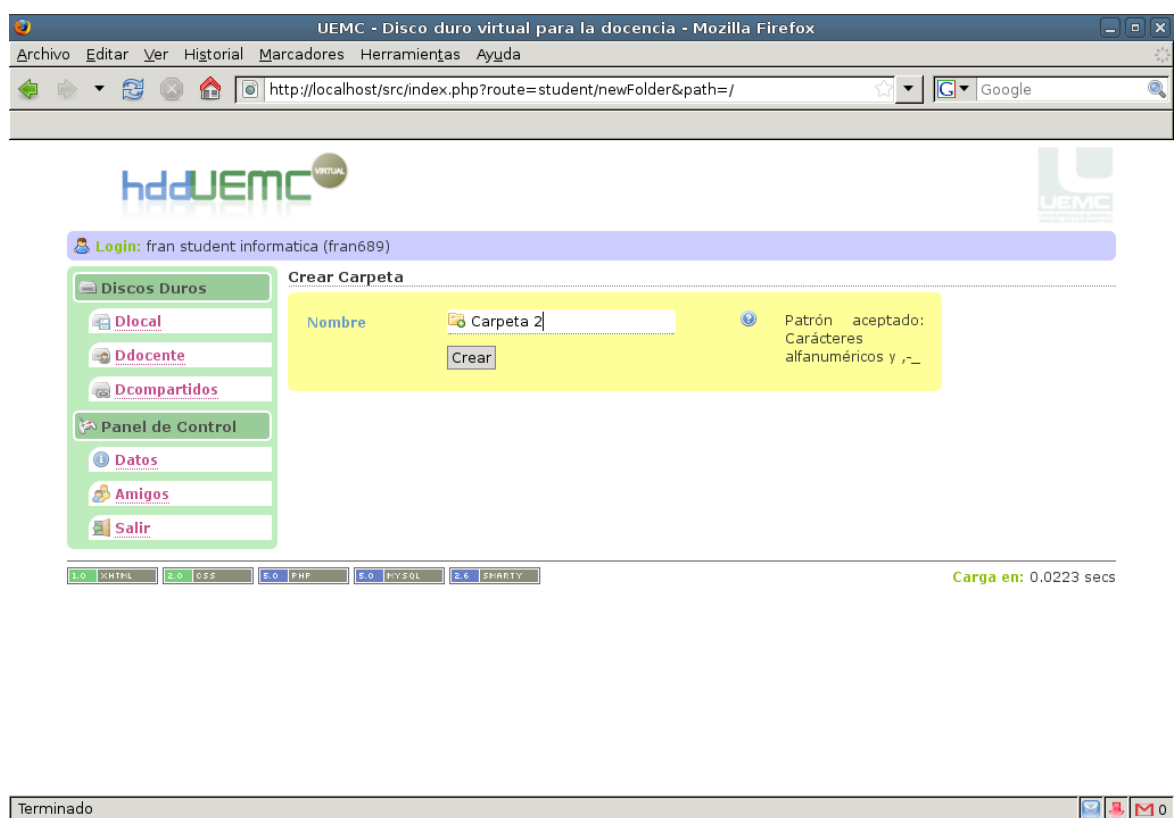 UEMC - Disco duro virtual para la docencia - Mozilla Firefox
Archivo Editar Ver Historial Marcadores Herramientas Ayuda
http://localhost/src/index.php?route=student/newFolder&path=/
Google
hddUEMC VIRTUAL
UEMC
Login: fran student informatica (fran689)
Discos Duros
Dlocal
Ddocente
Dcompartidos
Panel de Control
Datos
Amigos
Salir
Crear Carpeta
Nombre
Carpeta 2
Crear
Patrón aceptado:
Carácteres
alfanuméricos y ,-_
1.0 XHTML 2.0 CSS 5.0 PHP 5.0 MYSQL 2.6 SMARTY
Carga en: 0.0223 secs
Terminado
0